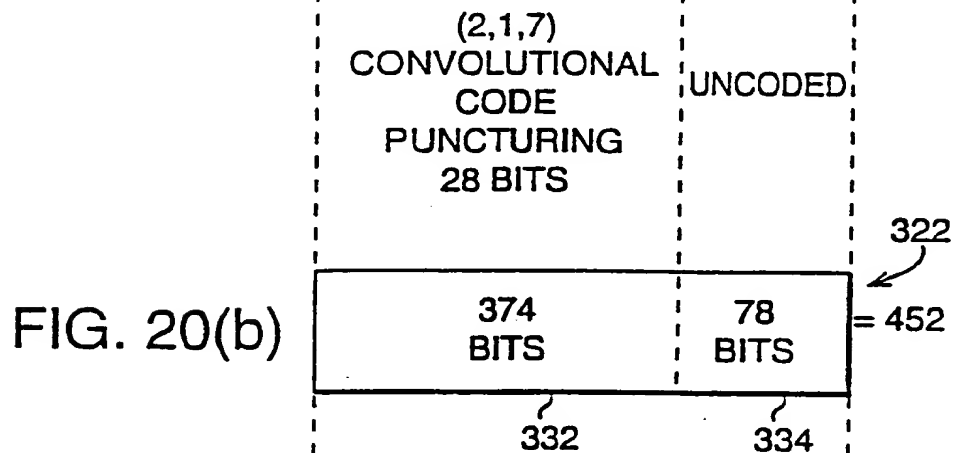 (2,1,7)
CONVOLUTIONAL
CODE
PUNCTURING
28 BITS
UNCODED
322
FIG. 20(b)
374
BITS
78
BITS
= 452
332
334